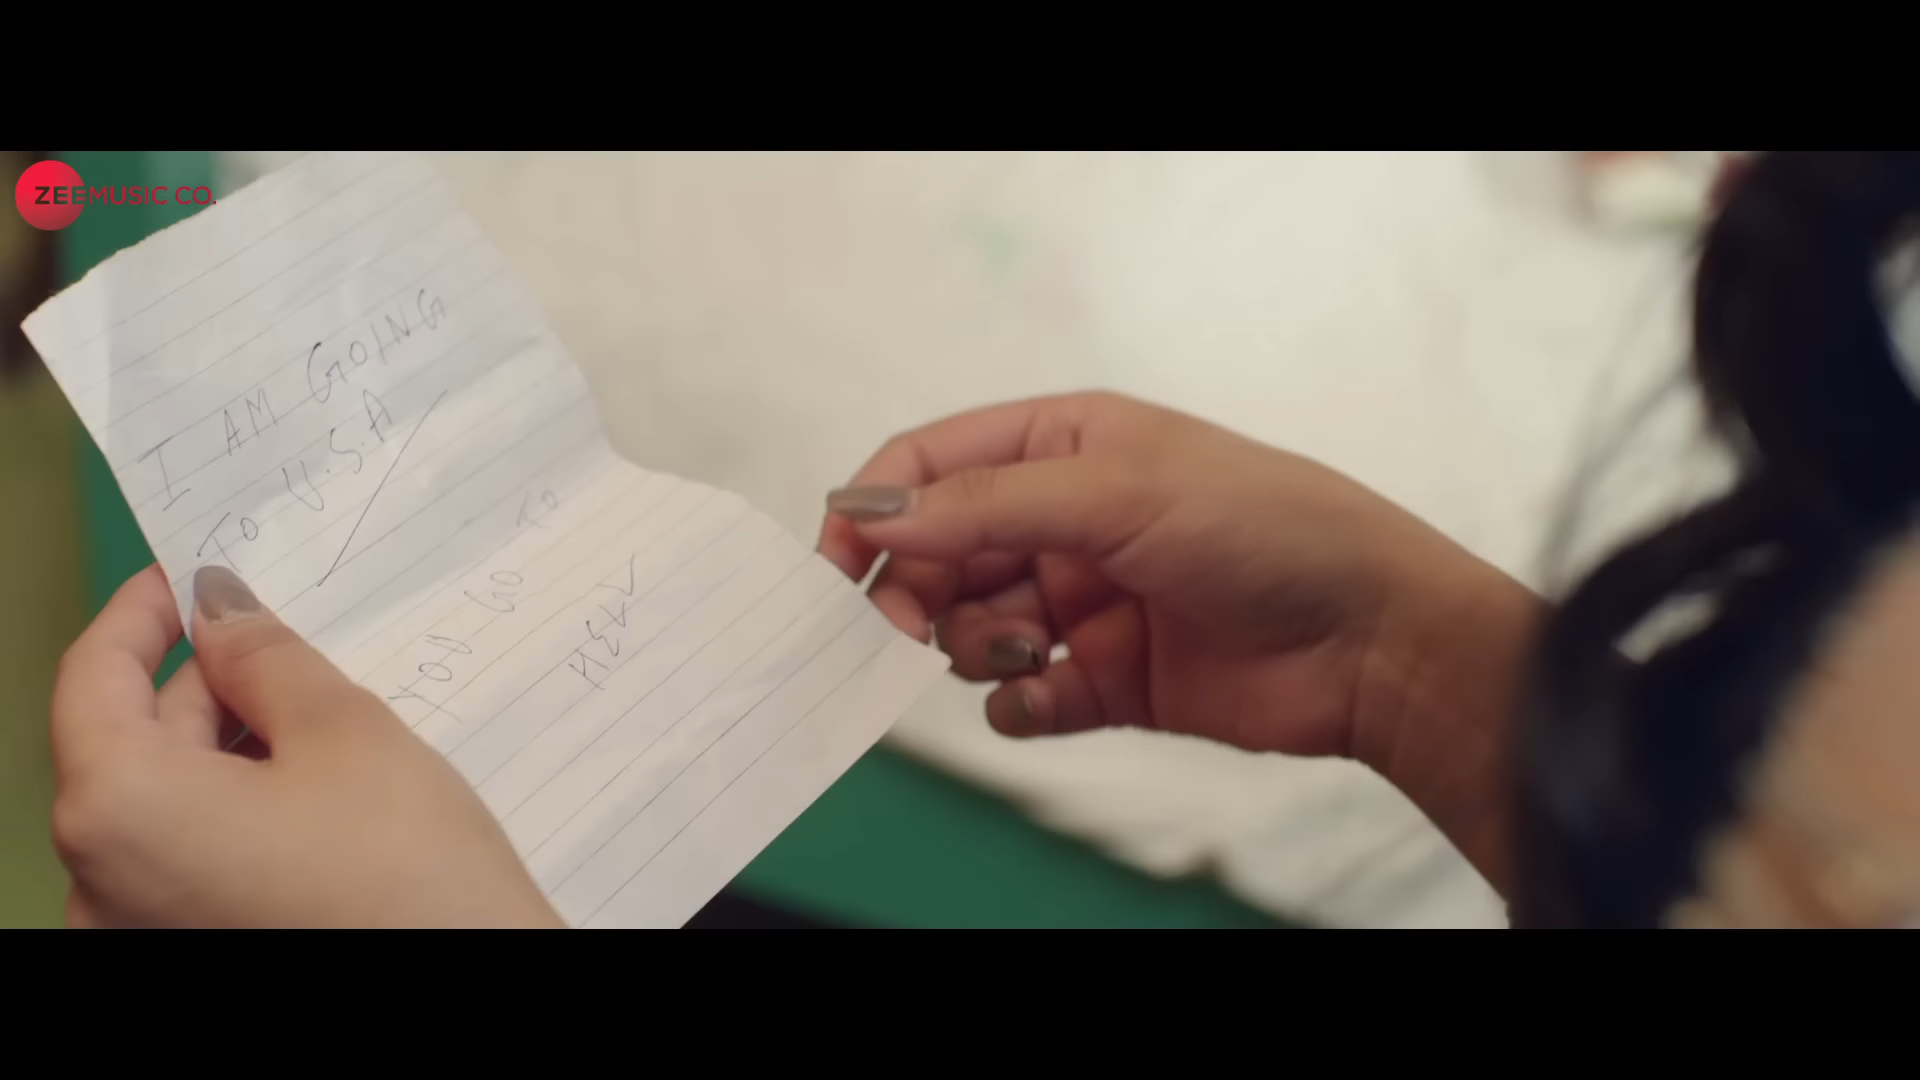 ZEEMUSIC CO.
I AM GOING
TO U.S.A
YOU GO TO
HELL